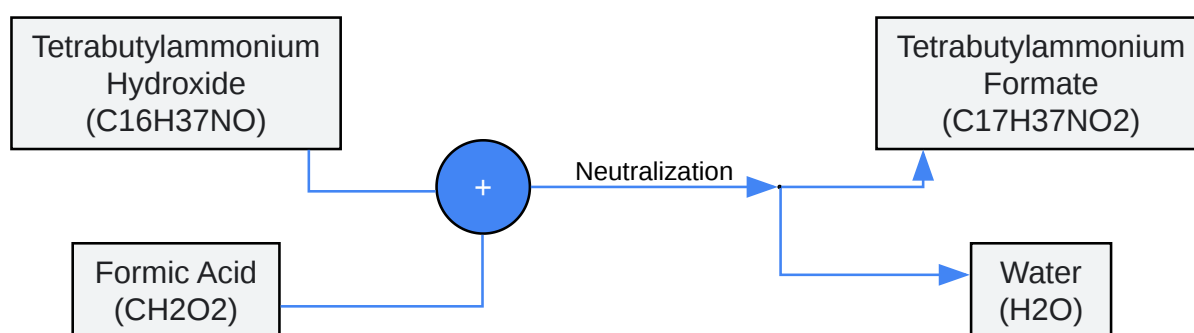 Tetrabutylammonium
Hydroxide
(C16H37NO)
Formic Acid
(CH2O2)
+
Neutralization
Tetrabutylammonium
Formate
(C17H37NO2)
Water
(H2O)